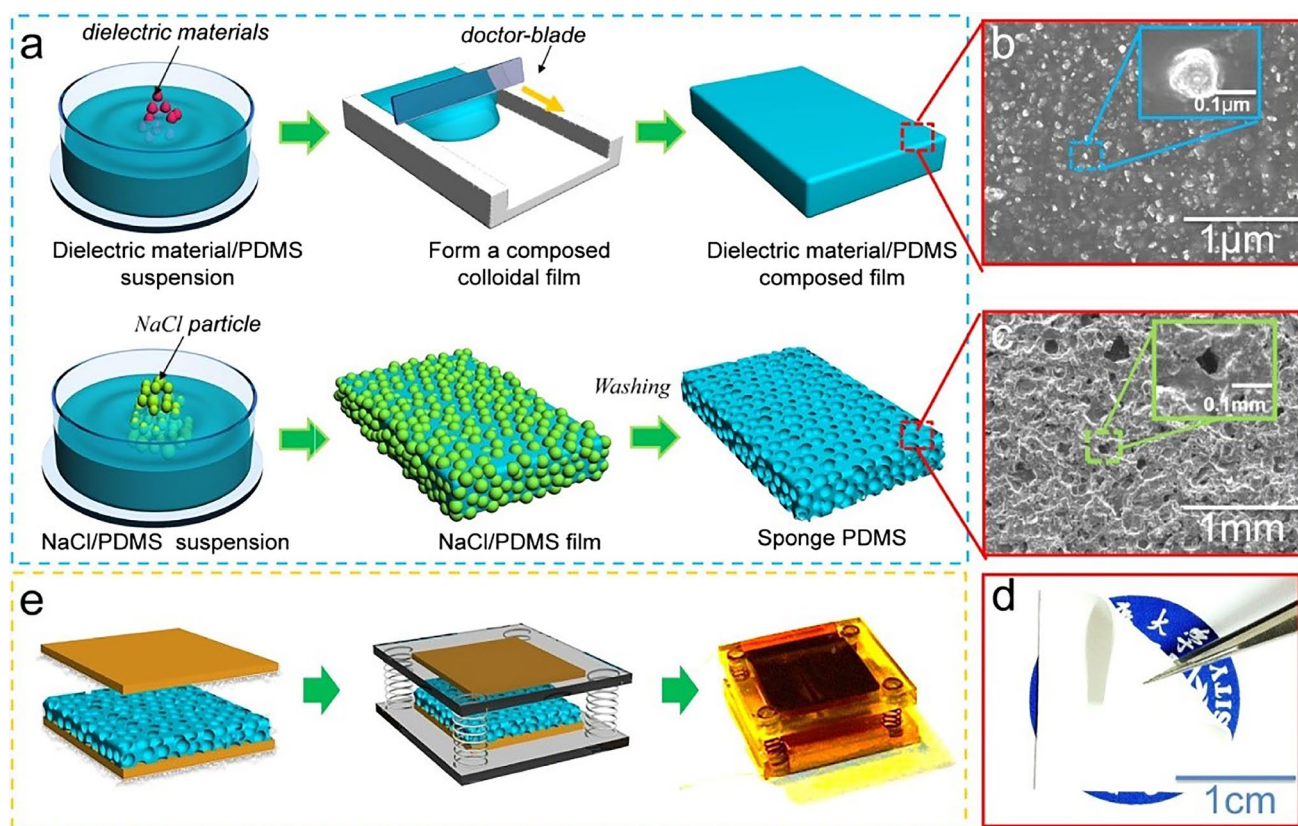 a
dielectric materials
doctor-blade
Dielectric material/PDMS
suspension
Form a composed
colloidal film
Dielectric material/PDMS
composed film
b
0.1μm
1μm
NaCl particle
Washing
NaCl/PDMS suspension
NaCl/PDMS film
Sponge PDMS
c
0.1mm
1mm
e
d
SITY
1cm